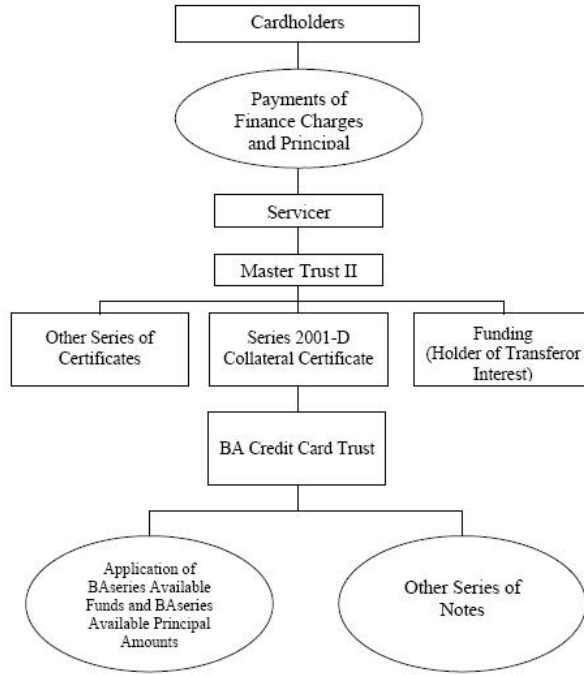 Cardholders
Payments of
Finance Charges
and Principal
Servicer
Master Trust II
Other Series of
Certificates
Series 2001-D
Collateral Certificate
Funding
(Holder of Transferor
Interest)
BA Credit Card Trust
Application of
BAseries Available
Funds and BAseries
Available Principal
Amounts
Other Series of
Notes